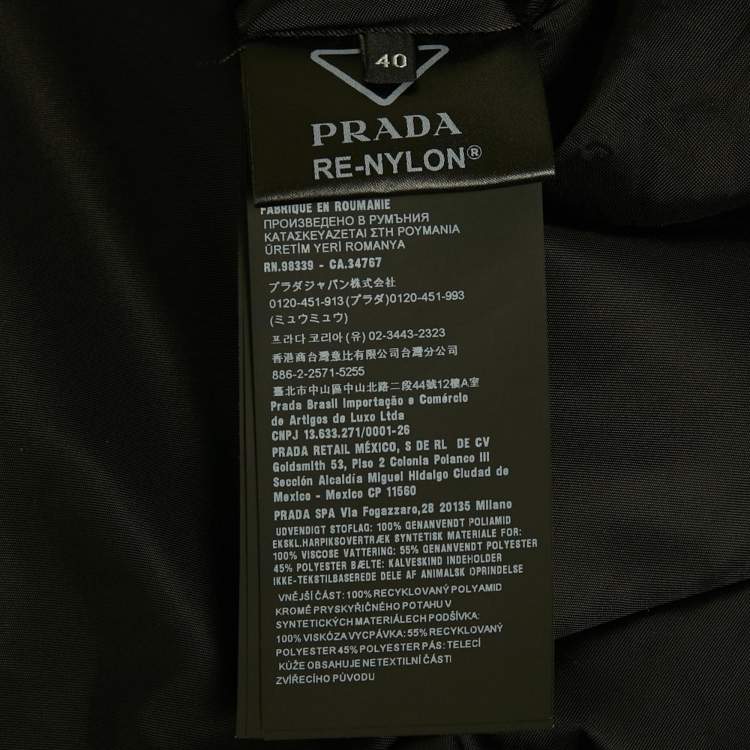 40
PRADA
RE-NYLON®
FABRIQUE EN ROUMANIE
ПРОИЗВЕДЕНО В РУМЪНИЯ
ΚΑΤΑΣΚΕΥΑΖΕΤΑΙ ΣΤΗ ΡΟΥΜΑΝΙΑ
ÜRETİM YERİ ROMANYA
RN.98339 - CA.34767
プラダジャパン株式会社
0120-451-913(プラダ)0120-451-993
(ミュウミュウ)
프라다 코리아 (유) 02-3443-2323
香港商台灣壹比有限公司台灣分公司
886-2-2571-5255
臺北市中山區中山北路二段44號12樓A室
Prada Brasil Importação e Comércio
de Artigos de Luxo Ltda
CNPJ 13.633.271/0001-26
PRADA RETAIL MÉXICO, S DE RL DE CV
Goldsmith 53, Piso 2 Colonia Polanco III
Sección Alcaldía Miguel Hidalgo Ciudad de
Mexico - Mexico CP 11560
PRADA SPA Via Fogazzaro,28 20135 Milano
UDVENDIGT STOFLAG: 100% GENANVENDT POLIAMID
EKSKL.HARPIKSOVERTRÆK SYNTETISK MATERIALE FOR:
100% VISCOSE VATTERING: 55% GENANVENDT POLYESTER
45% POLYESTER BÆLTE: KALVESKIND INDEHOLDER
IKKE-TEKSTILBASEREDE DELE AF ANIMALSK OPRINDELSE
VNĚJŠÍ ČÁST: 100% RECYKLOVANÝ POLYAMID
KROMĚ PRYSKYŘIČNÉHO POTAHU V
SYNTETICKÝCH MATERIÁLECH PODŠÍVKA:
100% VISKÓZA VYCPÁVKA: 55% RECYKLOVANÝ
POLYESTER 45% POLYESTER PÁS: TELECÍ
KŮŽE OBSAHUJE NETEXTILNÍ ČÁSTI
ZVÍŘECÍHO PŮVODU